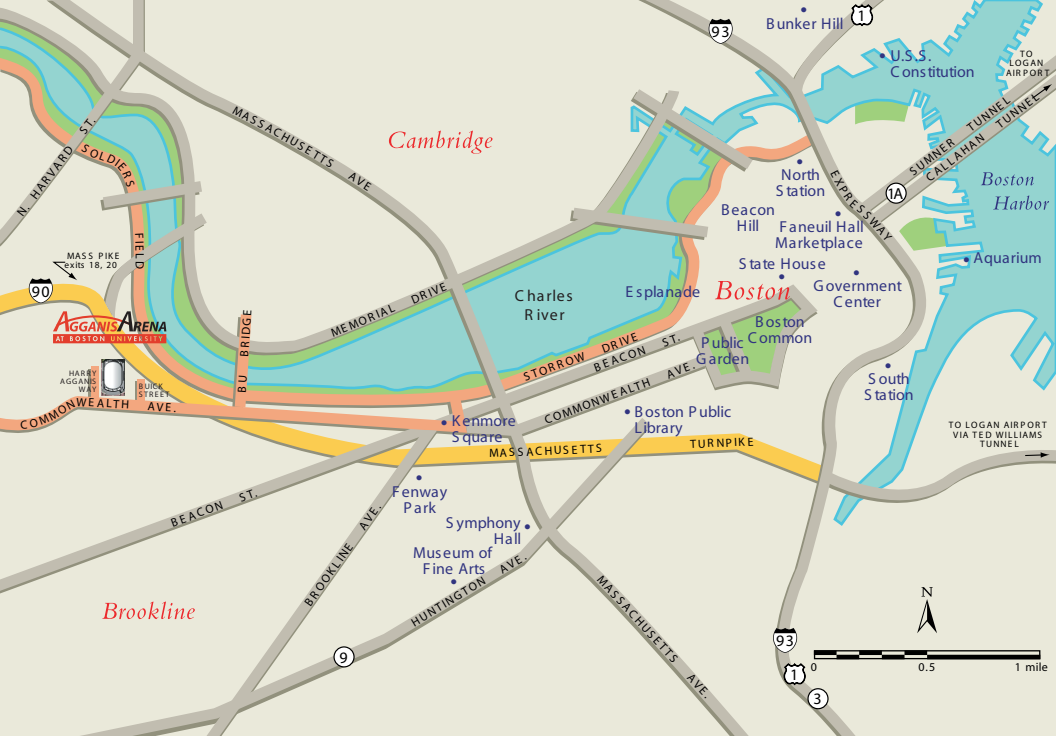 93
Bunker Hill
1
U.S.S.
Constitution
TO
LOGAN
AIRPORT
SUMNER TUNNEL
CALLAHAN TUNNEL
MASSACHUSETTS AVE.
Cambridge
N. HARVARD ST.
SOLDIERS FIELD
North
Station
EXPRESSWAY
1A
Boston
Harbor
Beacon
Hill
Faneuil Hall
Marketplace
MASS PIKE
exits 18, 20
90
State House
Aquarium
Government
Center
Esplanade
Boston
Charles
River
MEMORIAL DRIVE
AGGANIS ARENA
AT BOSTON UNIVERSITY
BU BRIDGE
Boston
Common
Public
Garden
STORROW DRIVE
BEACON ST.
COMMONWEALTH AVE.
HARRY
AGGANIS
WAY
BUICK
STREET
COMMONWEALTH AVE.
South
Station
Kenmore
Square
Boston Public
Library
MASSACHUSETTS TURNPIKE
TO LOGAN AIRPORT
VIA TED WILLIAMS
TUNNEL
BEACON ST.
Fenway
Park
BROOKLINE AVE.
Symphony
Hall
Museum of
Fine Arts
HUNTINGTON AVE.
MASSACHUSETTS AVE.
Brookline
N
9
93
1
3
0
0.5
1 mile